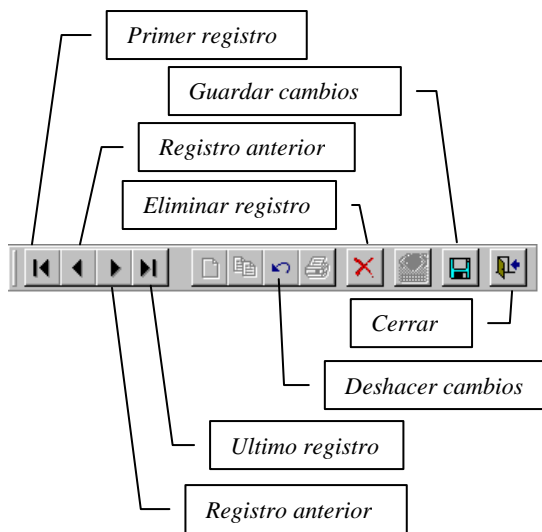 Primer registro
Guardar cambios
Registro anterior
Eliminar registro
Cerrar
Deshacer cambios
Ultimo registro
Registro anterior